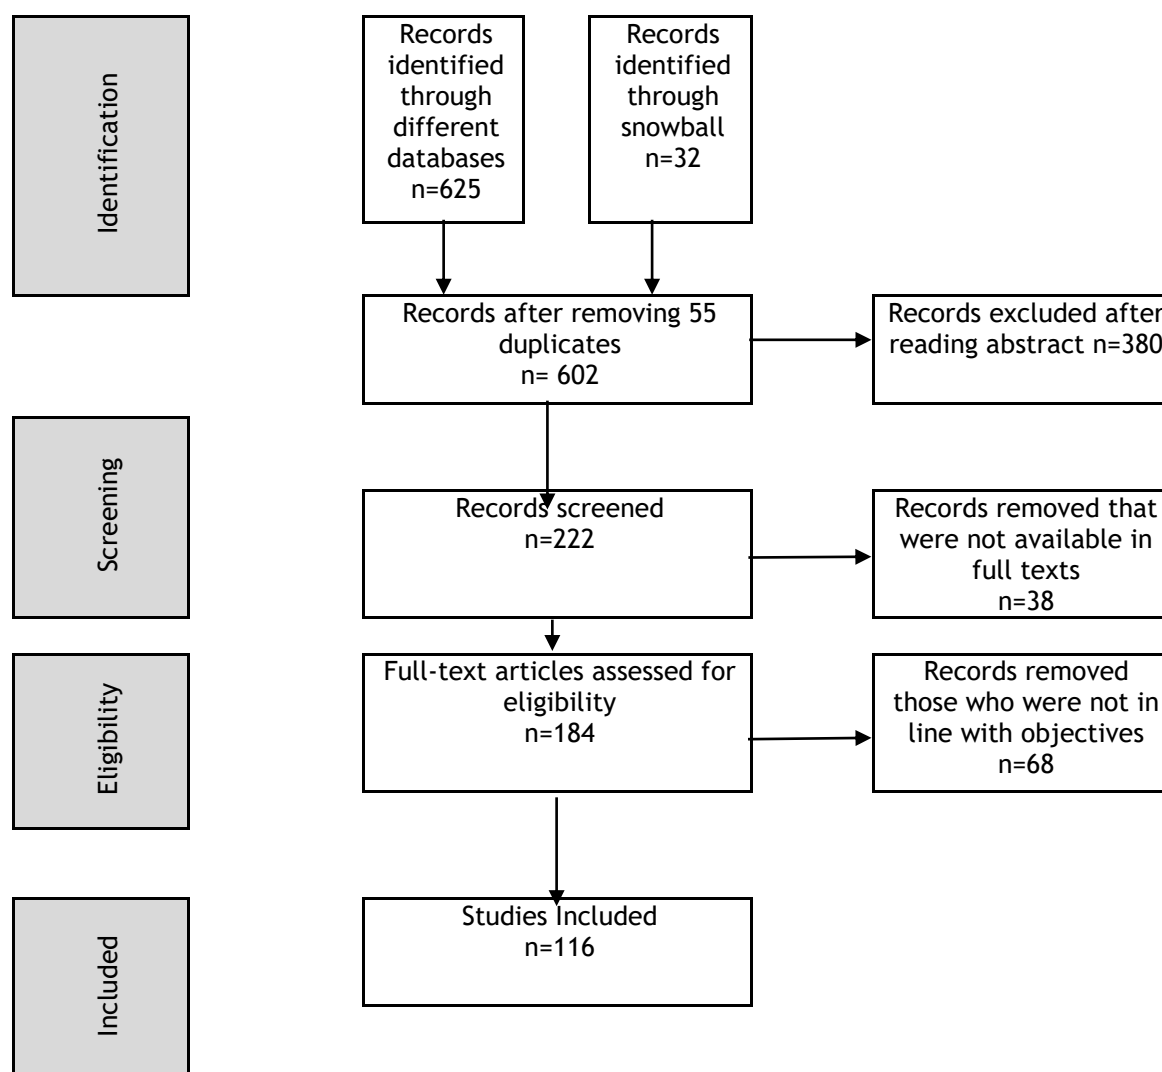 Identification
Records
identified
through
different
databases
n=625
Records
identified
through
snowball
n=32
Records after removing 55
duplicates
n= 602
Records excluded after
reading abstract n=380
Screening
Records screened
n=222
Records removed that
were not available in
full texts
n=38
Eligibility
Full-text articles assessed for
eligibility
n=184
Records removed
those who were not in
line with objectives
n=68
Included
Studies Included
n=116